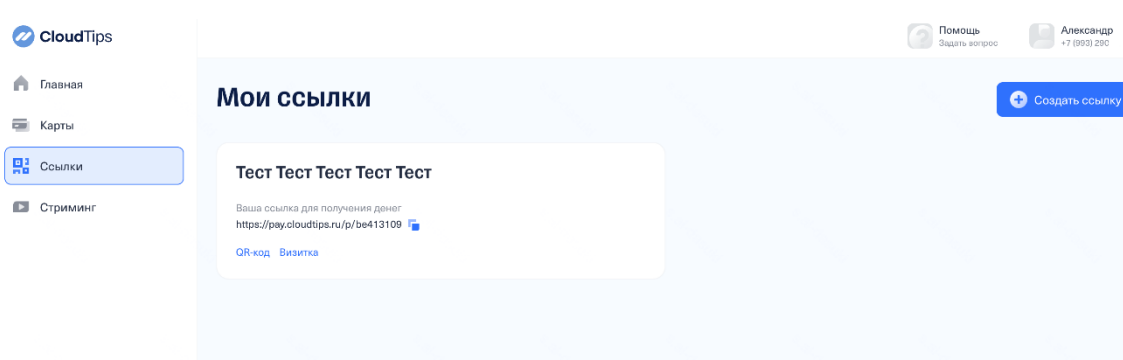 CloudTips
Помощь
Задать вопрос
Александр
+7 (993) 290
Главная
Карты
Ссылки
Стриминг
Мои ссылки
Создать ссылку
Тест Тест Тест Тест Тест
Ваша ссылка для получения денег
https://pay.cloudtips.ru/p/be413109
QR-код Визитка